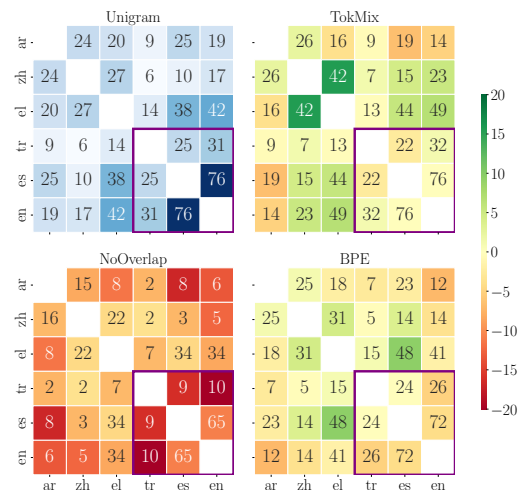 Unigram TokMix
ar 24 20 9 25 19 26 16 9 19 14
zh 24 27 6 10 17 26 42 7 15 23
el 20 27 14 38 42 16 42 13 44 49
tr 9 6 14 25 31 9 7 13 22 32
es 25 10 38 25 76 19 15 44 22 76
en 19 17 42 31 76 14 23 49 32 76
NoOverlap BPE
ar 15 8 2 8 6 25 18 7 23 12
zh 16 22 2 3 5 25 31 5 14 14
el 8 22 7 34 34 18 31 15 48 41
tr 2 2 7 9 10 7 5 15 24 26
es 8 3 34 9 65 23 14 48 24 72
en 6 5 34 10 65 12 14 41 26 72
ar zh el tr es en ar zh el tr es en
20
15
10
5
0
−5
−10
−15
−20